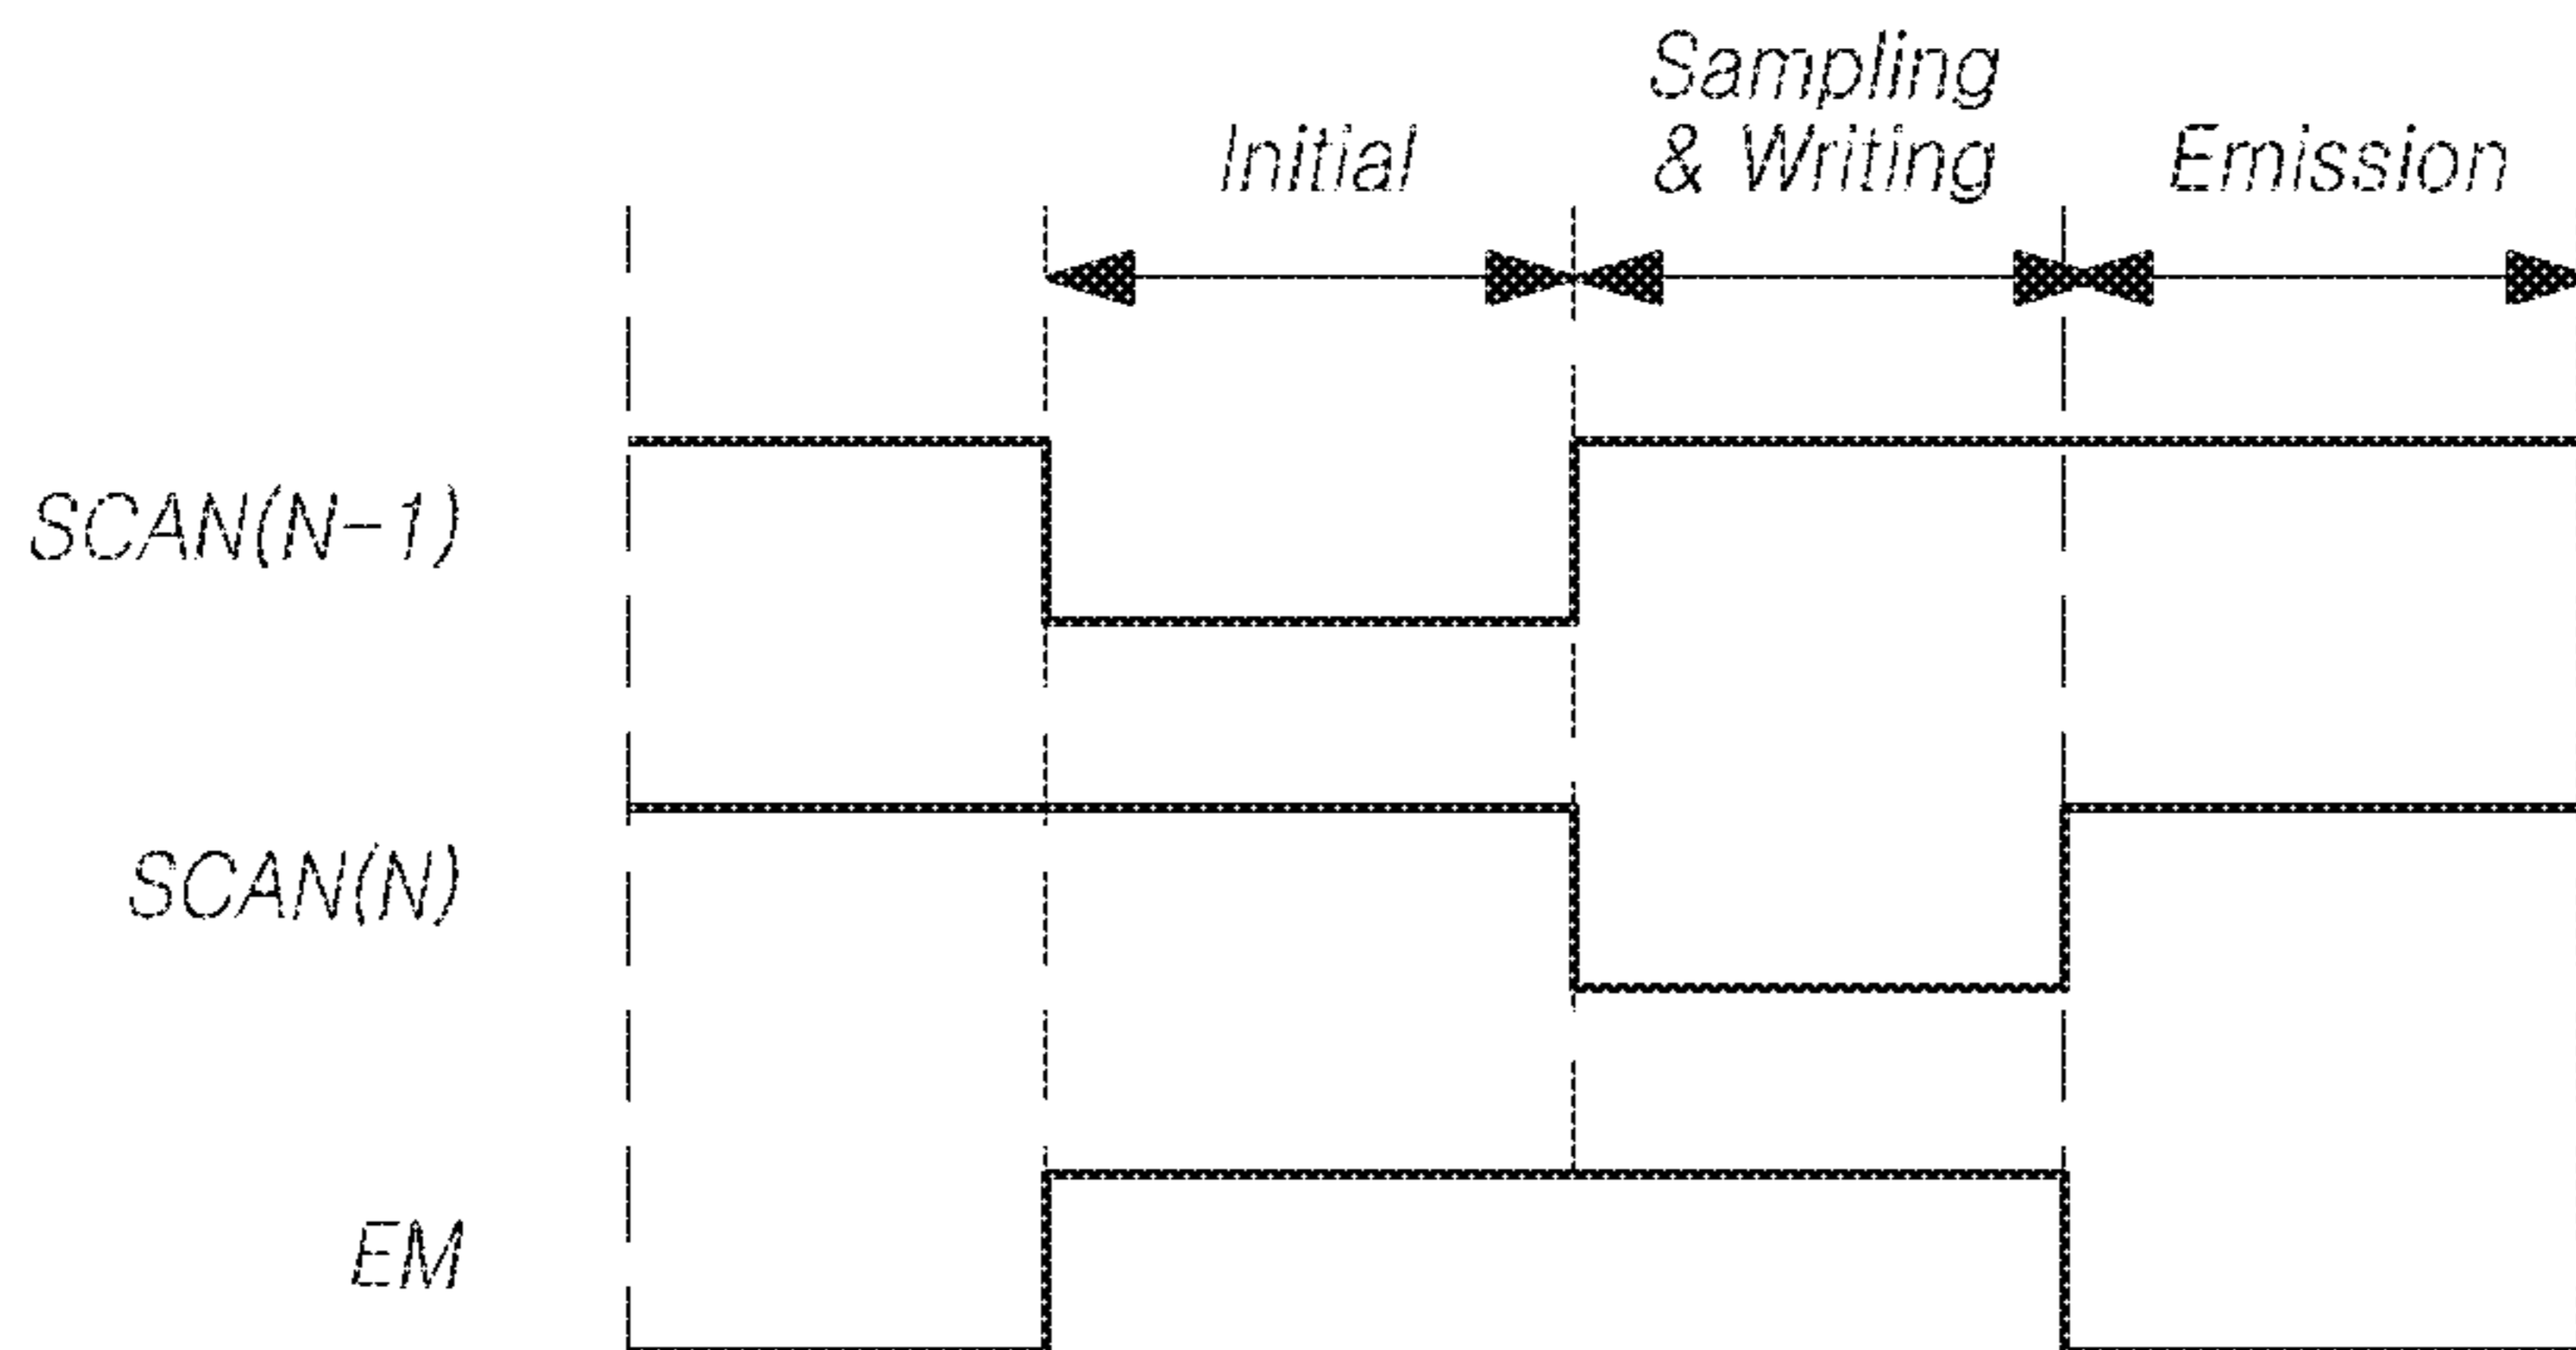 Sampling
Initial & Writing Emission
SCAN(N-1)
SCAN(N)
EM